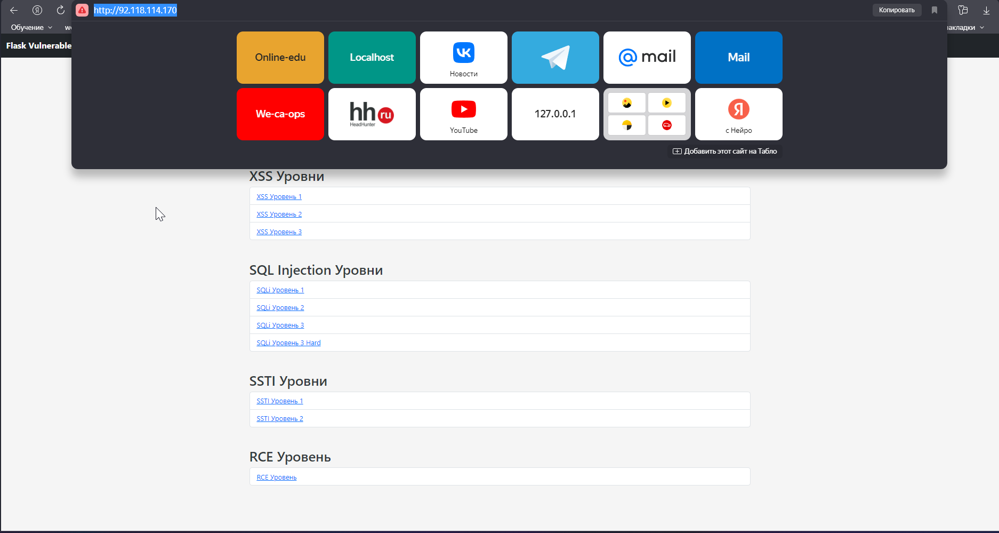 http://92.118.114.170
Копировать
Обучение
we
закладки
Flask Vulnerable
Online-edu
Localhost
Новости
@mail
Mail
We-ca-ops
hh ru
HeadHunter
YouTube
127.0.0.1
Я
с Нейро
Добавить этот сайт на Табло
XSS Уровни
XSS Уровень 1
XSS Уровень 2
XSS Уровень 3
SQL Injection Уровни
SQLi Уровень 1
SQLi Уровень 2
SQLi Уровень 3
SQLi Уровень 3 Hard
SSTI Уровни
SSTI Уровень 1
SSTI Уровень 2
RCE Уровень
RCE Уровень